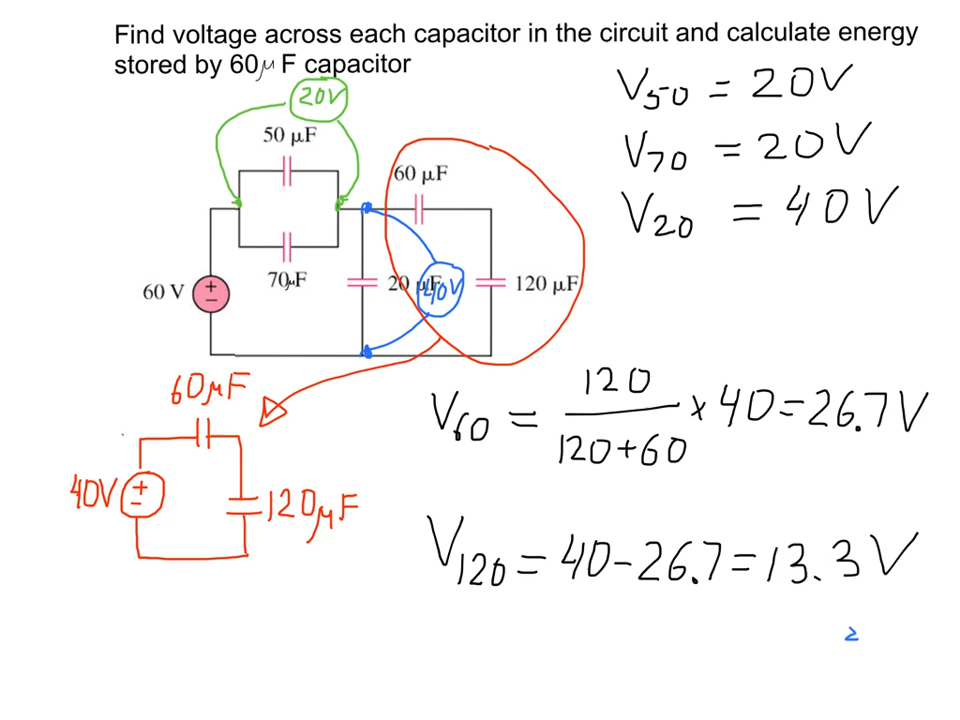 Find voltage across each capacitor in the circuit and calculate energy
stored by 60μ F capacitor
20V
50 μF
60 μF
70μF
20 μF
40V
120 μF
60 V
+
−
V50 = 20V
V70 = 20V
V20 = 40V
60μF
40V
+
−
120μF
V60 = 120 / 120+60 × 40 = 26.7V
V120 = 40-26.7 = 13.3V
2